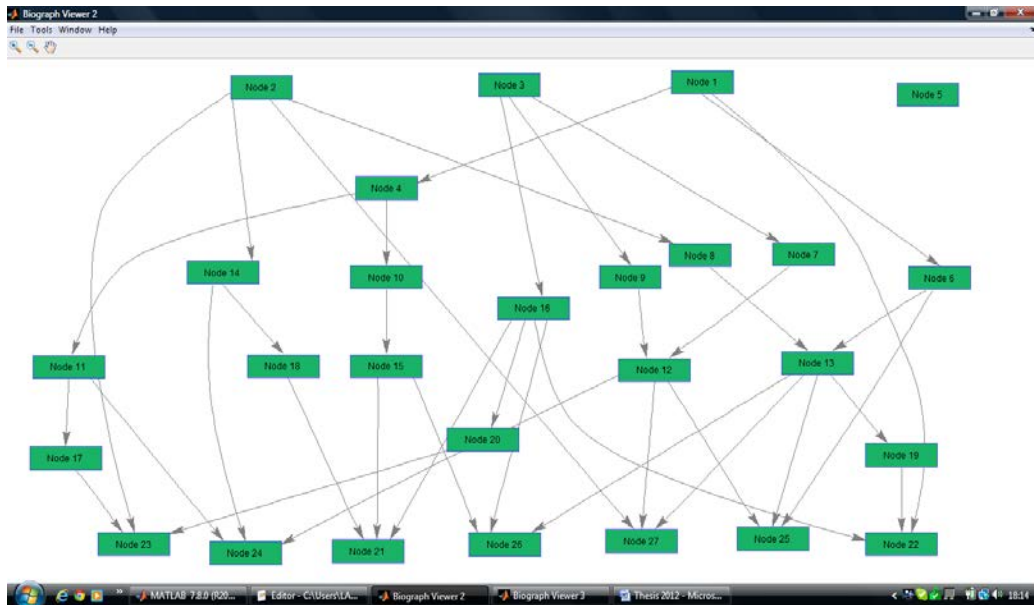 Biograph Viewer 2
File Tools Window Help
Node 2
Node 3
Node 1
Node 5
Node 4
Node 14
Node 10
Node 9
Node 8
Node 7
Node 6
Node 16
Node 11
Node 18
Node 15
Node 12
Node 13
Node 20
Node 17
Node 19
Node 23
Node 24
Node 21
Node 26
Node 27
Node 25
Node 22
MATLAB 7.8.0 (R20... Editor - C:\Users\LA... Biograph Viewer 2 Biograph Viewer 3 Thesis 2012 - Micros... 18:14